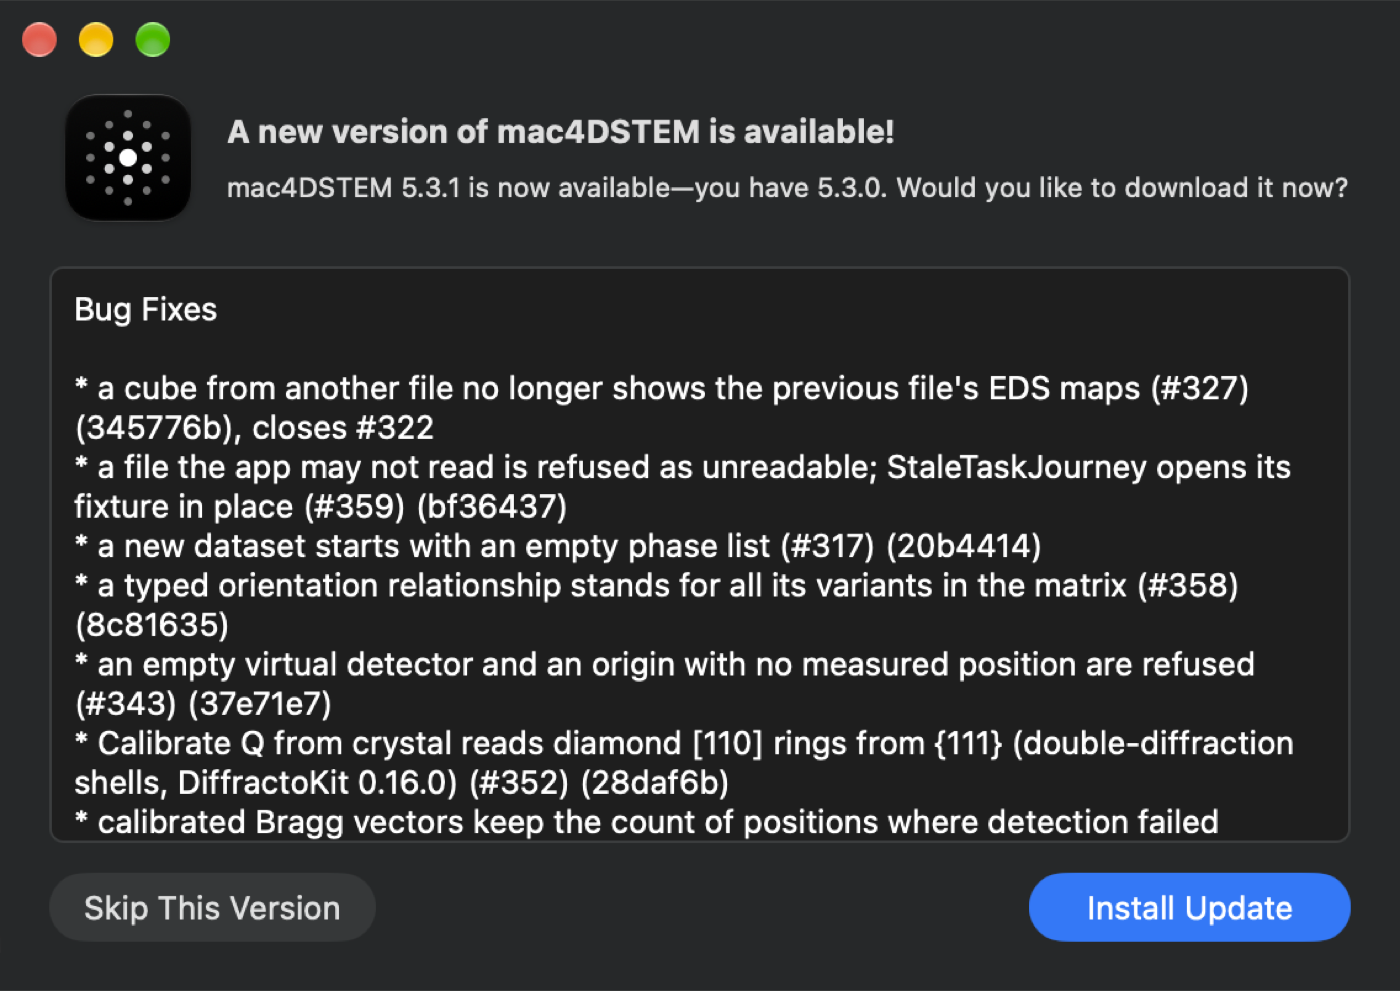 A new version of mac4DSTEM is available!
mac4DSTEM 5.3.1 is now available—you have 5.3.0. Would you like to download it now?
Bug Fixes
* a cube from another file no longer shows the previous file's EDS maps (#327)
(345776b), closes #322
* a file the app may not read is refused as unreadable; StaleTaskJourney opens its
fixture in place (#359) (bf36437)
* a new dataset starts with an empty phase list (#317) (20b4414)
* a typed orientation relationship stands for all its variants in the matrix (#358)
(8c81635)
* an empty virtual detector and an origin with no measured position are refused
(#343) (37e71e7)
* Calibrate Q from crystal reads diamond [110] rings from {111} (double-diffraction
shells, DiffractoKit 0.16.0) (#352) (28daf6b)
* calibrated Bragg vectors keep the count of positions where detection failed
Skip This Version
Install Update